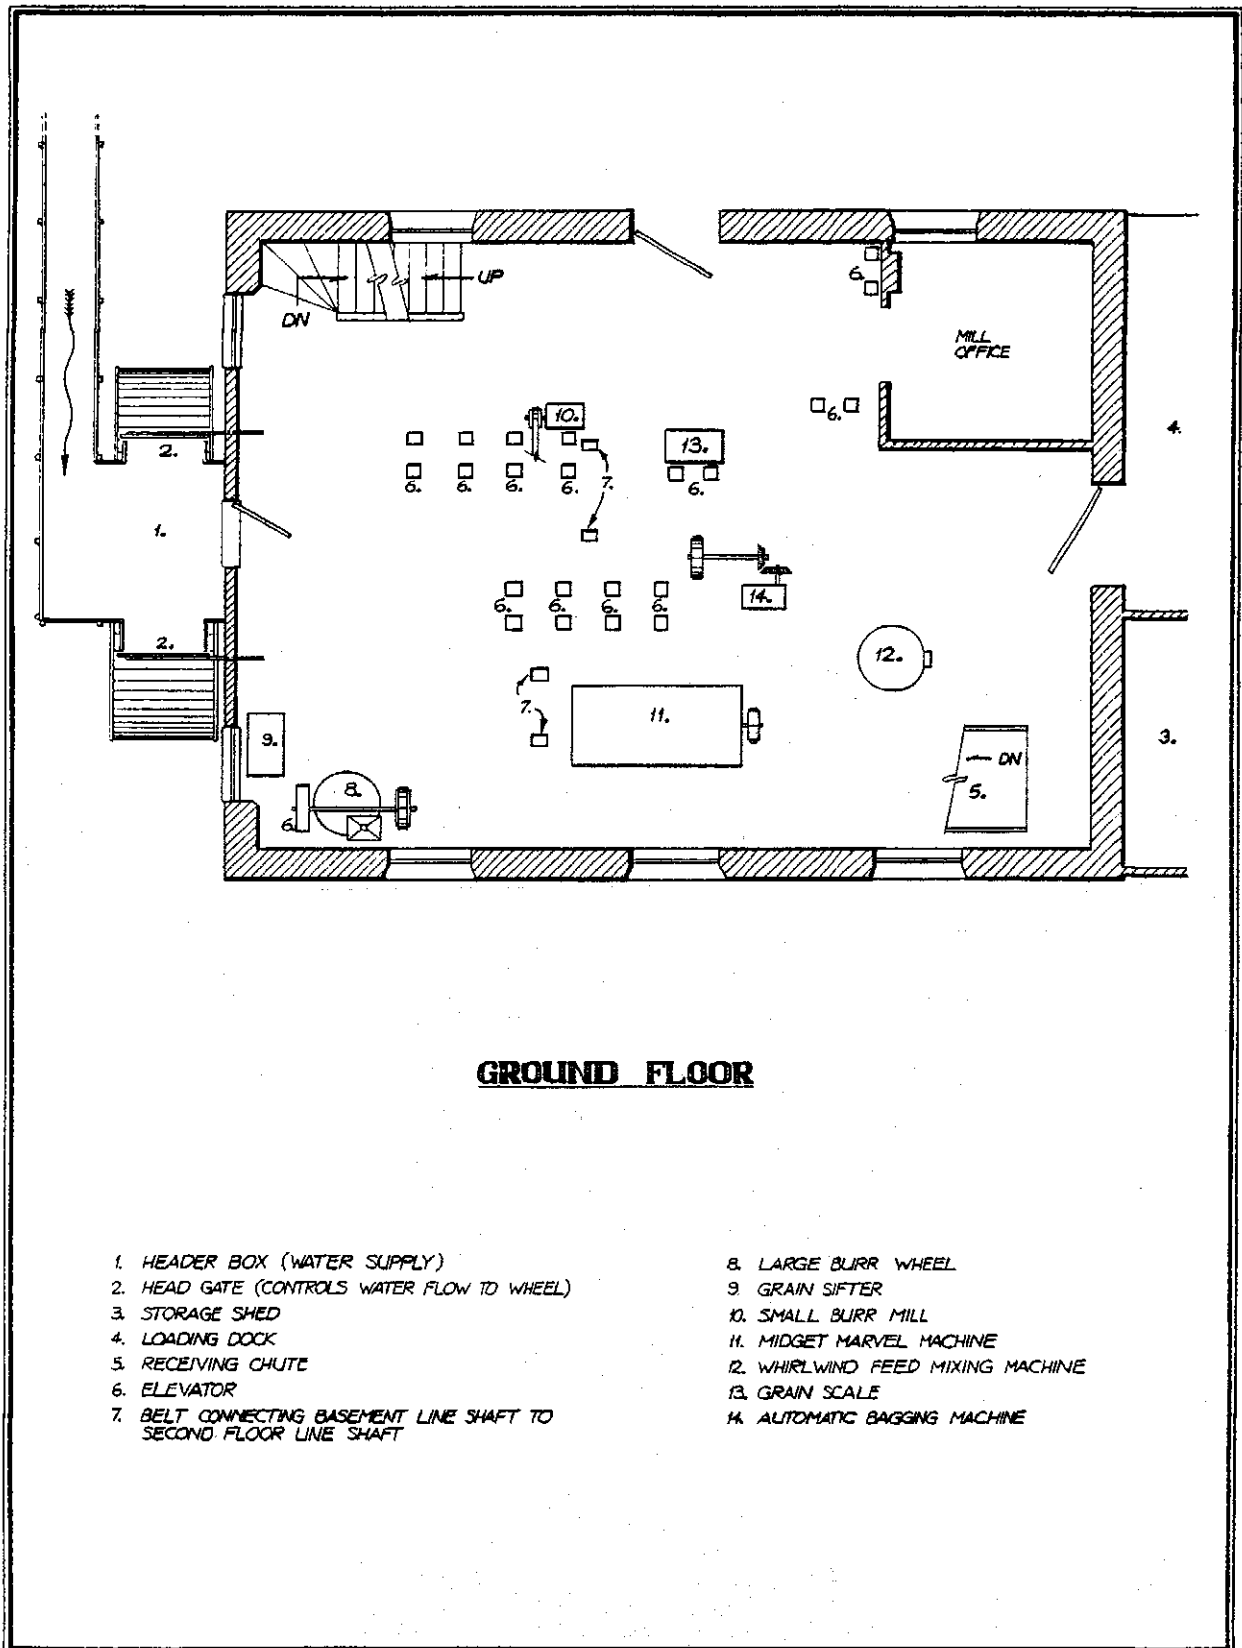 UP
DN
6.
MILL
OFFICE
10.
6.
4.
2.
13.
6. 6. 6. 6. 7. 6.
1.
14.
6. 6. 6. 6.
2.
12.
7.
11.
9.
3.
DN
8.
5.
6.
GROUND FLOOR
1. HEADER BOX (WATER SUPPLY)
2. HEAD GATE (CONTROLS WATER FLOW TO WHEEL)
3. STORAGE SHED
4. LOADING DOCK
5. RECEIVING CHUTE
6. ELEVATOR
7. BELT CONNECTING BASEMENT LINE SHAFT TO
SECOND FLOOR LINE SHAFT
8. LARGE BURR WHEEL
9. GRAIN SIFTER
10. SMALL BURR MILL
11. MIDGET MARVEL MACHINE
12. WHIRLWIND FEED MIXING MACHINE
13. GRAIN SCALE
14. AUTOMATIC BAGGING MACHINE